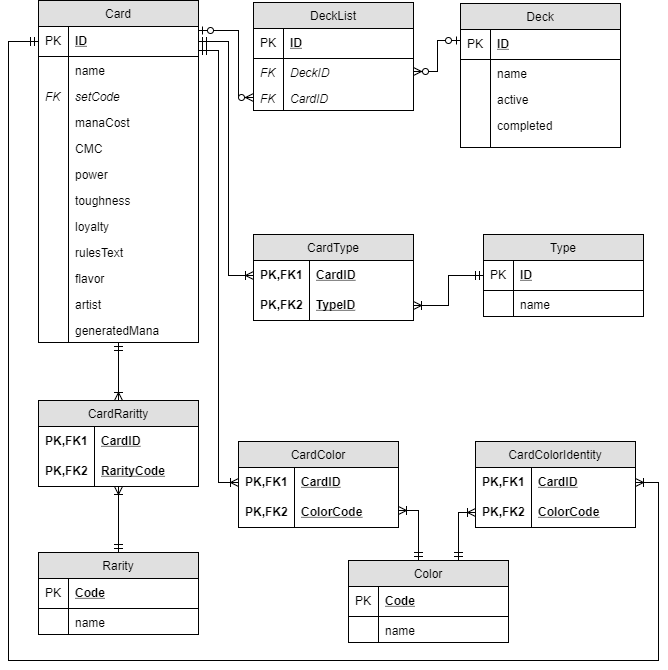 Card
PK ID
name
FK setCode
manaCost
CMC
power
toughness
loyalty
rulesText
flavor
artist
generatedMana
DeckList
PK ID
FK DeckID
FK CardID
Deck
PK ID
name
active
completed
CardType
PK,FK1 CardID
PK,FK2 TypeID
Type
PK ID
name
CardRaritty
PK,FK1 CardID
PK,FK2 RarityCode
CardColor
PK,FK1 CardID
PK,FK2 ColorCode
CardColorIdentity
PK,FK1 CardID
PK,FK2 ColorCode
Rarity
PK Code
name
Color
PK Code
name